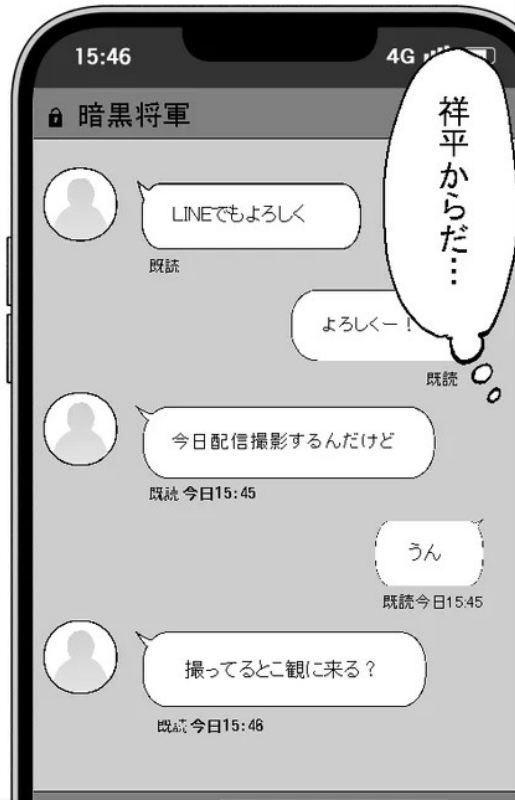 15:46
4G
暗黒将軍
祥平からだ…
LINEでもよろしく
既読
よろしくー！
既読
今日配信撮影するんだけど
既読 今日15:45
うん
既読今日15:45
撮ってるとこ観に来る？
既読 今日15:46